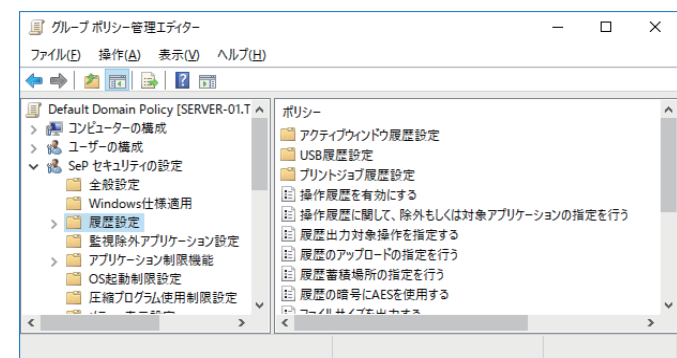 グループ ポリシー管理エディター
ファイル(F) 操作(A) 表示(V) ヘルプ(H)
Default Domain Policy [SERVER-01.T
コンピューターの構成
ユーザーの構成
SeP セキュリティの設定
全般設定
Windows仕様適用
履歴設定
監視除外アプリケーション設定
アプリケーション制限機能
OS起動制限設定
圧縮プログラム使用制限設定
ポリシー
アクティブウィンドウ履歴設定
USB履歴設定
プリントジョブ履歴設定
操作履歴を有効にする
操作履歴に関して、除外もしくは対象アプリケーションの指定を行う
履歴出力対象操作を指定する
履歴のアップロードの指定を行う
履歴蓄積場所の指定を行う
履歴の暗号にAESを使用する
ファイルサイズを出力する